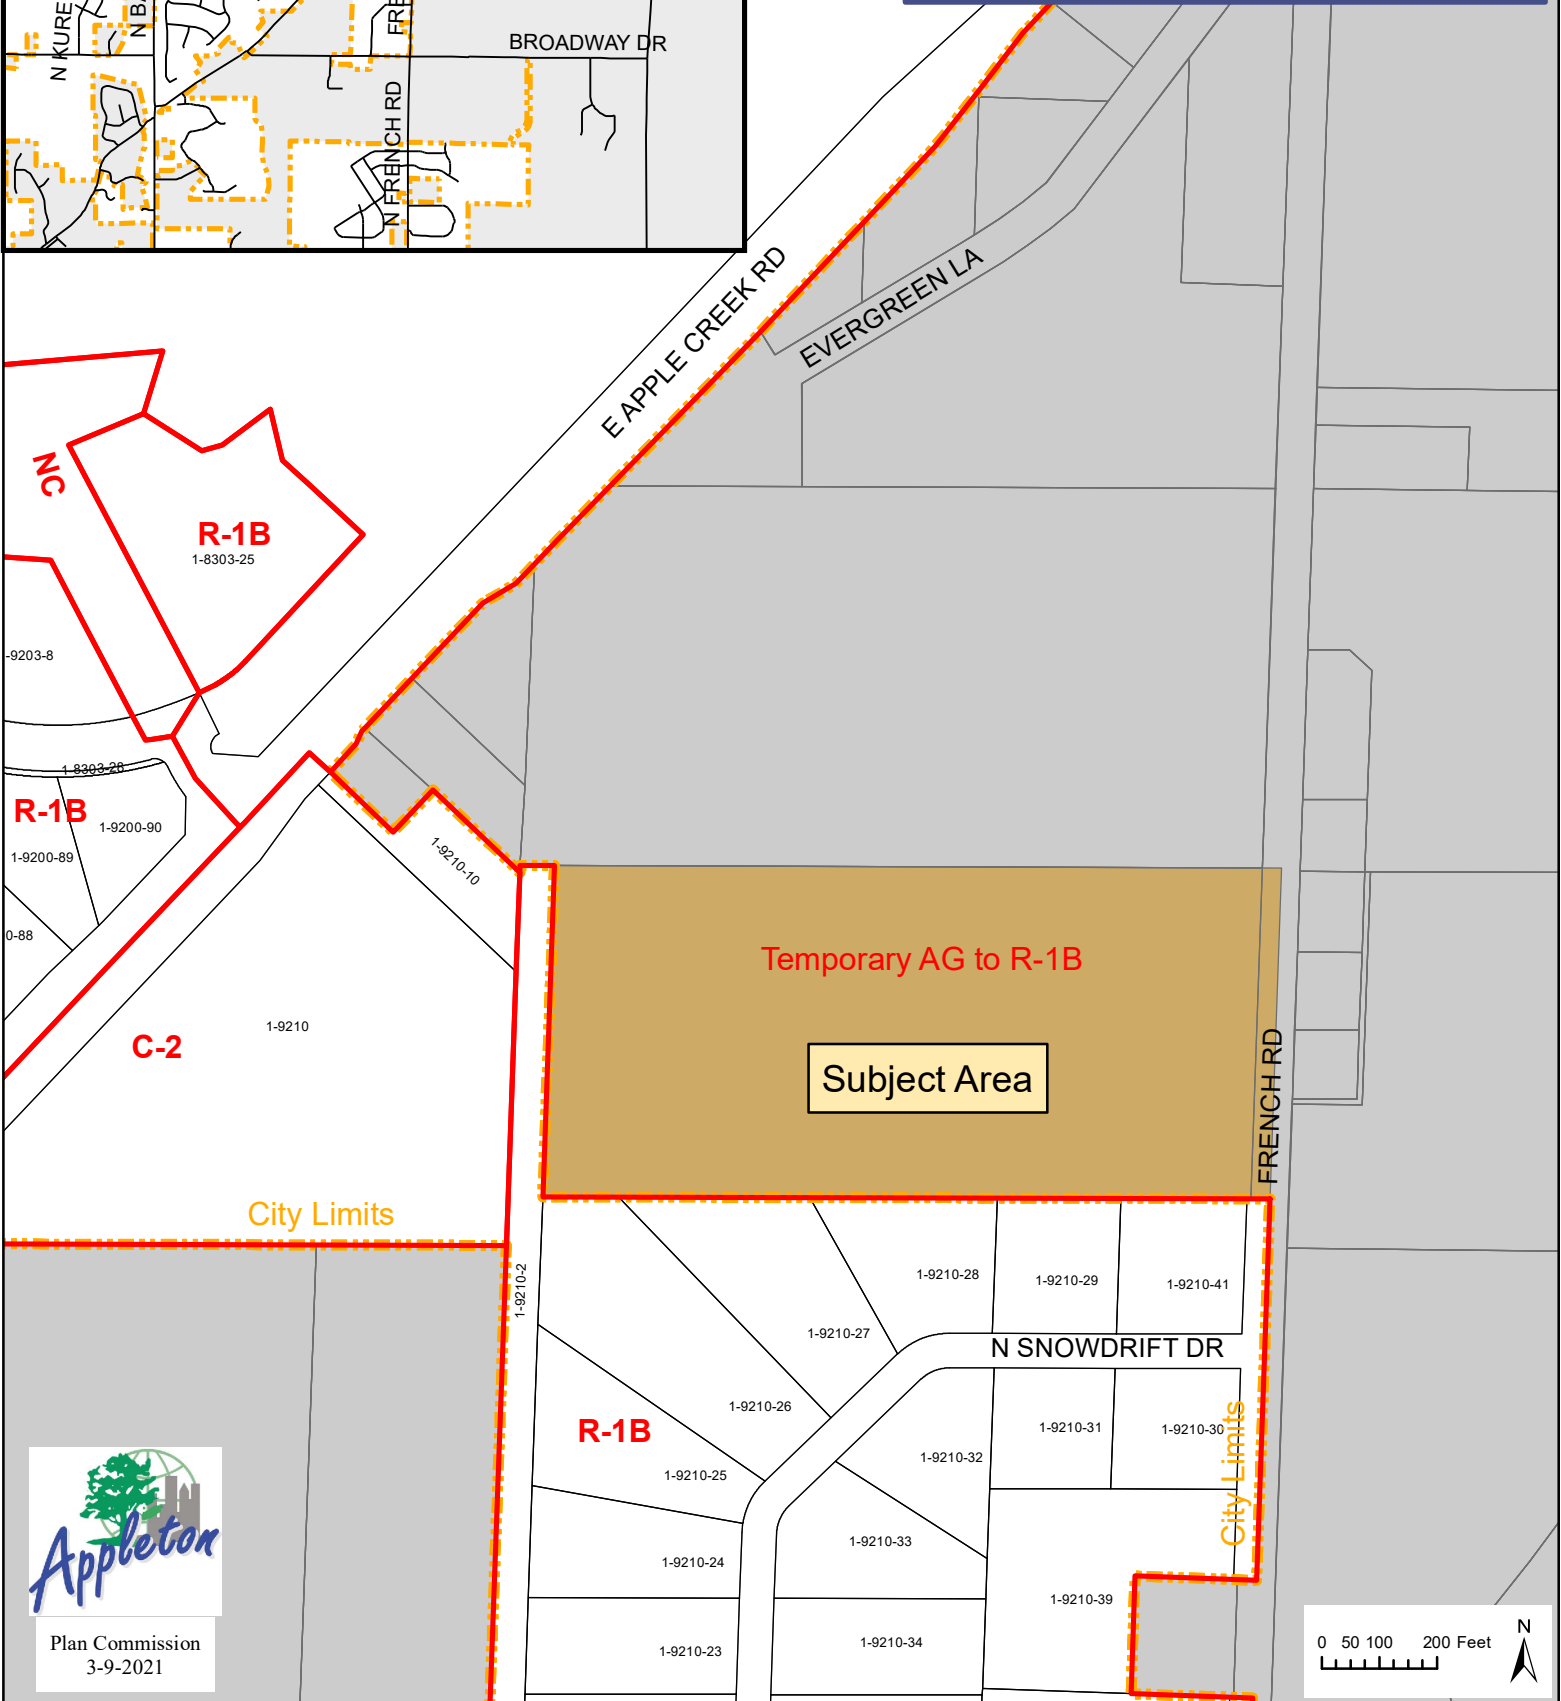 N KURE
N BA
FRE
BROADWAY DR
N FRENCH RD
E APPLE CREEK RD
EVERGREEN LA
NC
R-1B
1-8303-25
-9203-8
1-8303-26
R-1B
1-9200-90
1-9200-89
0-88
1-9210-10
C-2
1-9210
Temporary AG to R-1B
Subject Area
FRENCH RD
City Limits
1-9210-2
1-9210-28
1-9210-29
1-9210-41
1-9210-27
N SNOWDRIFT DR
1-9210-26
R-1B
1-9210-25
1-9210-32
1-9210-31
1-9210-30
City Limits
1-9210-24
1-9210-33
1-9210-39
1-9210-23
1-9210-34
Appleton
Plan Commission
3-9-2021
0 50 100 200 Feet
N